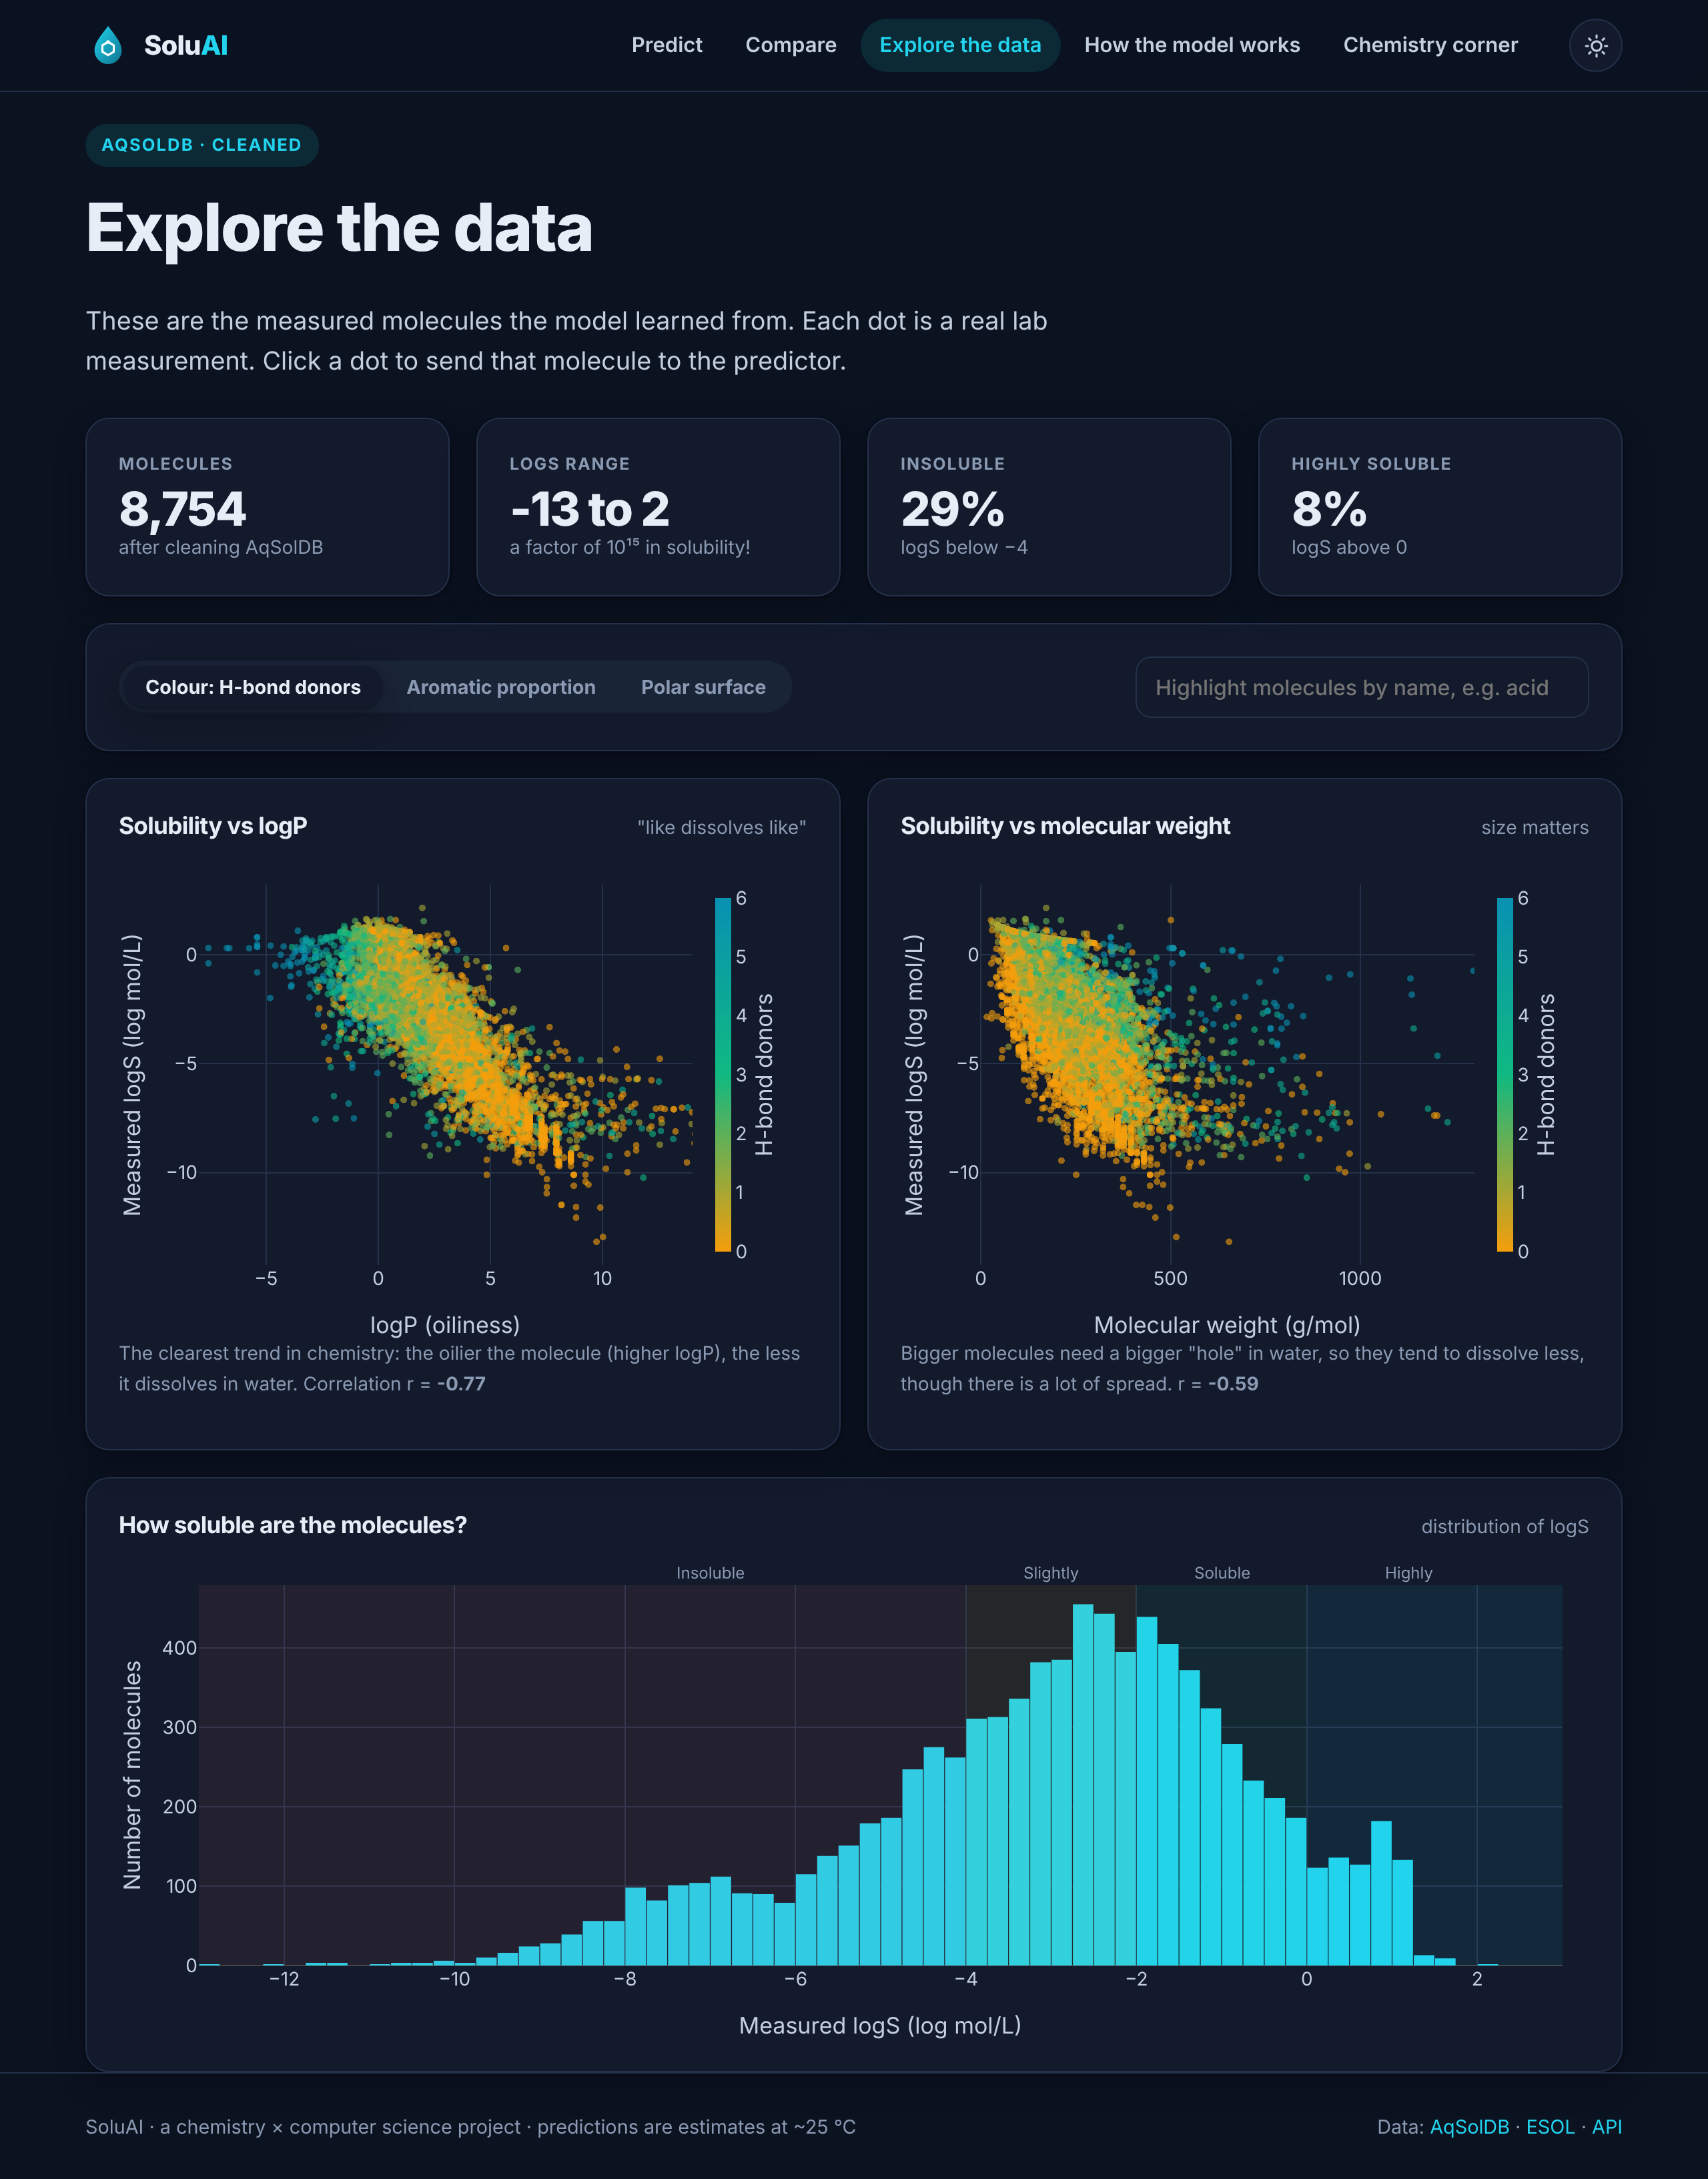 SoluAI
Predict
Compare
Explore the data
How the model works
Chemistry corner
AQSOLDB · CLEANED
Explore the data
These are the measured molecules the model learned from. Each dot is a real lab
measurement. Click a dot to send that molecule to the predictor.
MOLECULES
8,754
after cleaning AqSolDB
LOGS RANGE
-13 to 2
a factor of 10¹⁵ in solubility!
INSOLUBLE
29%
logS below −4
HIGHLY SOLUBLE
8%
logS above 0
Colour: H-bond donors
Aromatic proportion
Polar surface
Highlight molecules by name, e.g. acid
Solubility vs logP
"like dissolves like"
Measured logS (log mol/L)
0
−5
−10
−5
0
5
10
logP (oiliness)
6
5
4
3
2
1
0
H-bond donors
The clearest trend in chemistry: the oilier the molecule (higher logP), the less
it dissolves in water. Correlation r = -0.77
Solubility vs molecular weight
size matters
Measured logS (log mol/L)
0
−5
−10
0
500
1000
Molecular weight (g/mol)
6
5
4
3
2
1
0
H-bond donors
Bigger molecules need a bigger "hole" in water, so they tend to dissolve less,
though there is a lot of spread. r = -0.59
How soluble are the molecules?
distribution of logS
Insoluble
Slightly
Soluble
Highly
Number of molecules
400
300
200
100
0
−12
−10
−8
−6
−4
−2
0
2
Measured logS (log mol/L)
SoluAI · a chemistry × computer science project · predictions are estimates at ~25 °C
Data: AqSolDB · ESOL · API